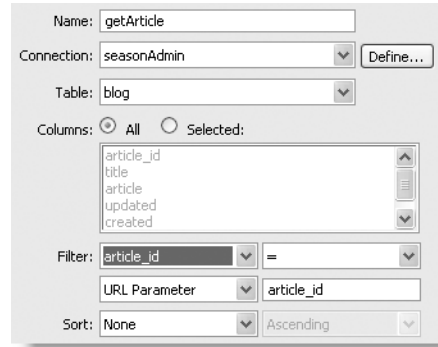 Name: getArticle
Connection: seasonAdmin Define...
Table: blog
Columns: All Selected:
article_id
title
article
updated
created
Filter: article_id =
URL Parameter article_id
Sort: None Ascending